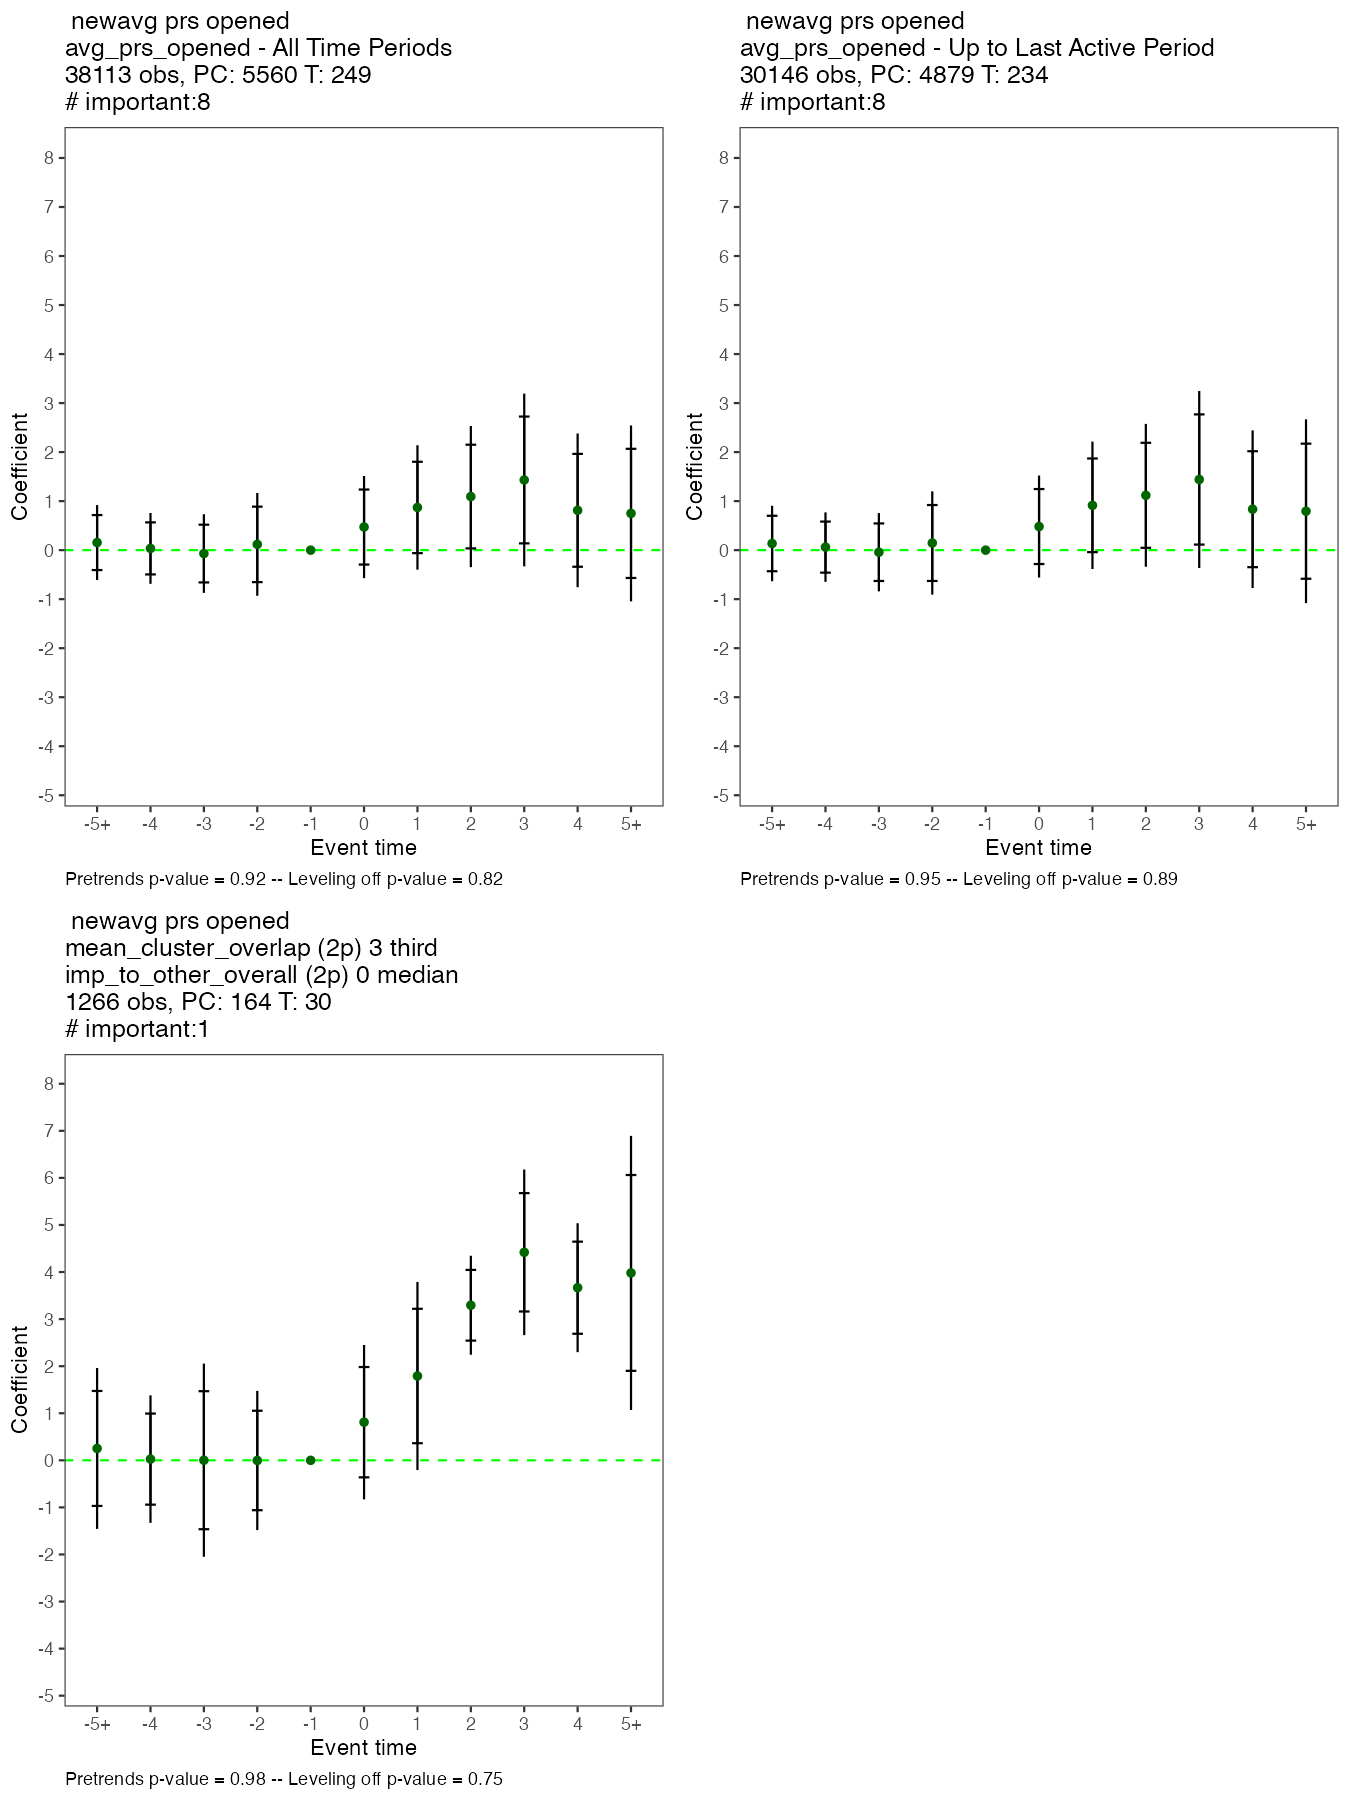 newavg prs opened
avg_prs_opened - All Time Periods
38113 obs, PC: 5560 T: 249
# important:8
8
7
6
5
4
3
2
1
0
-1
-2
-3
-4
-5
Coefficient
-5+ -4 -3 -2 -1 0 1 2 3 4 5+
Event time
Pretrends p-value = 0.92 -- Leveling off p-value = 0.82
newavg prs opened
avg_prs_opened - Up to Last Active Period
30146 obs, PC: 4879 T: 234
# important:8
8
7
6
5
4
3
2
1
0
-1
-2
-3
-4
-5
Coefficient
-5+ -4 -3 -2 -1 0 1 2 3 4 5+
Event time
Pretrends p-value = 0.95 -- Leveling off p-value = 0.89
newavg prs opened
mean_cluster_overlap (2p) 3 third
imp_to_other_overall (2p) 0 median
1266 obs, PC: 164 T: 30
# important:1
8
7
6
5
4
3
2
1
0
-1
-2
-3
-4
-5
Coefficient
-5+ -4 -3 -2 -1 0 1 2 3 4 5+
Event time
Pretrends p-value = 0.98 -- Leveling off p-value = 0.75